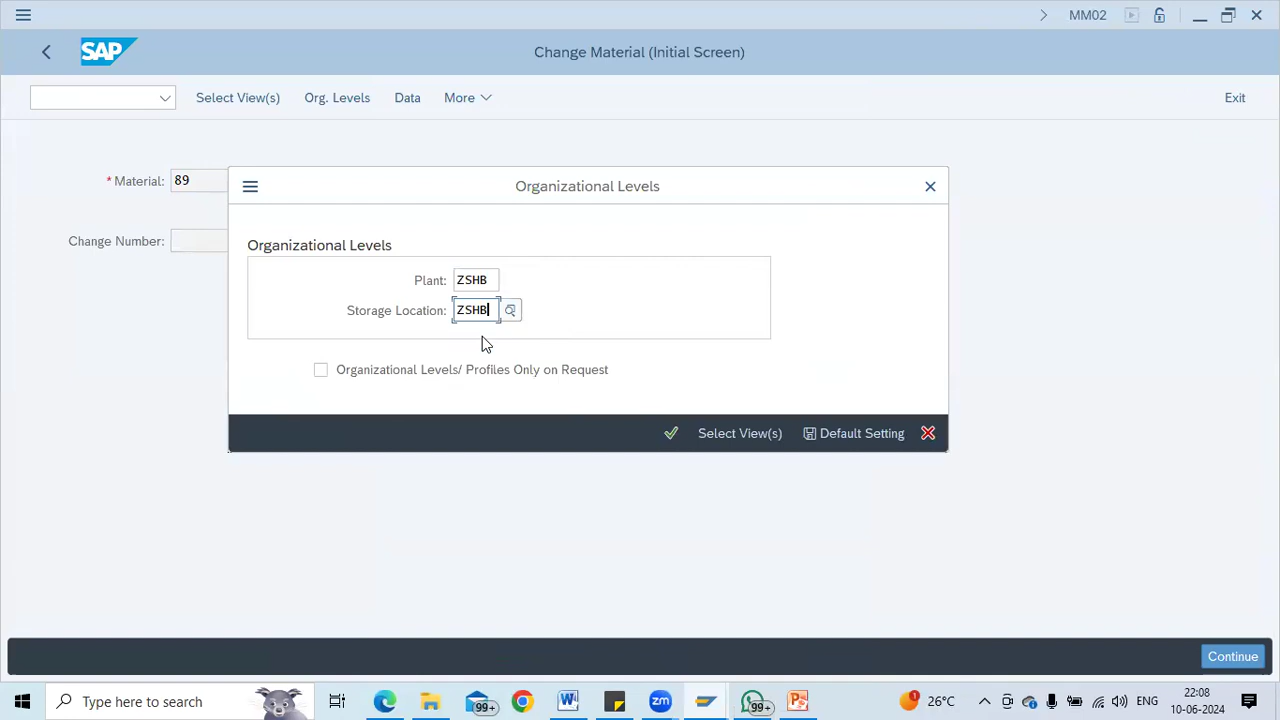 MM02
SAP
Change Material (Initial Screen)
Select View(s)
Org. Levels
Data
More
Exit
* Material: 89
Change Number:
Organizational Levels
Organizational Levels
Plant: ZSHB
Storage Location: ZSHB
Organizational Levels/ Profiles Only on Request
Select View(s)
Default Setting
Continue
Type here to search
99+
W
zm
99+
P
26°C
ENG
22:08
10-06-2024
1